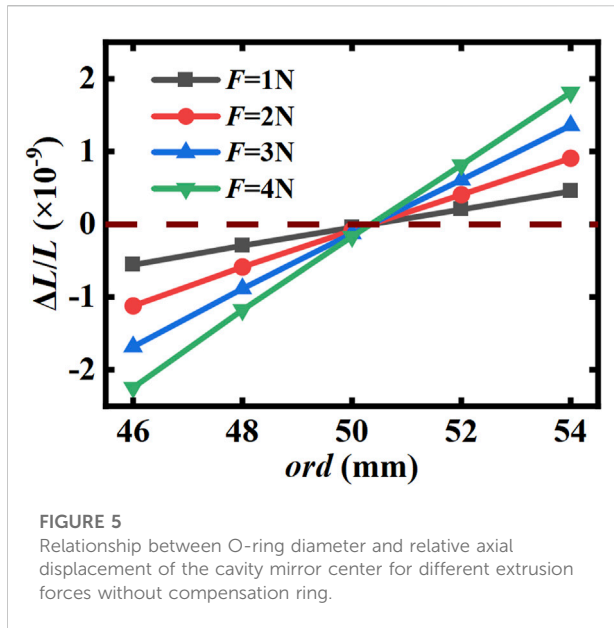 F=1N
F=2N
F=3N
F=4N
2
1
0
-1
-2
ΔL/L (×10⁻⁹)
46 48 50 52 54
ord (mm)
FIGURE 5
Relationship between O-ring diameter and relative axial
displacement of the cavity mirror center for different extrusion
forces without compensation ring.